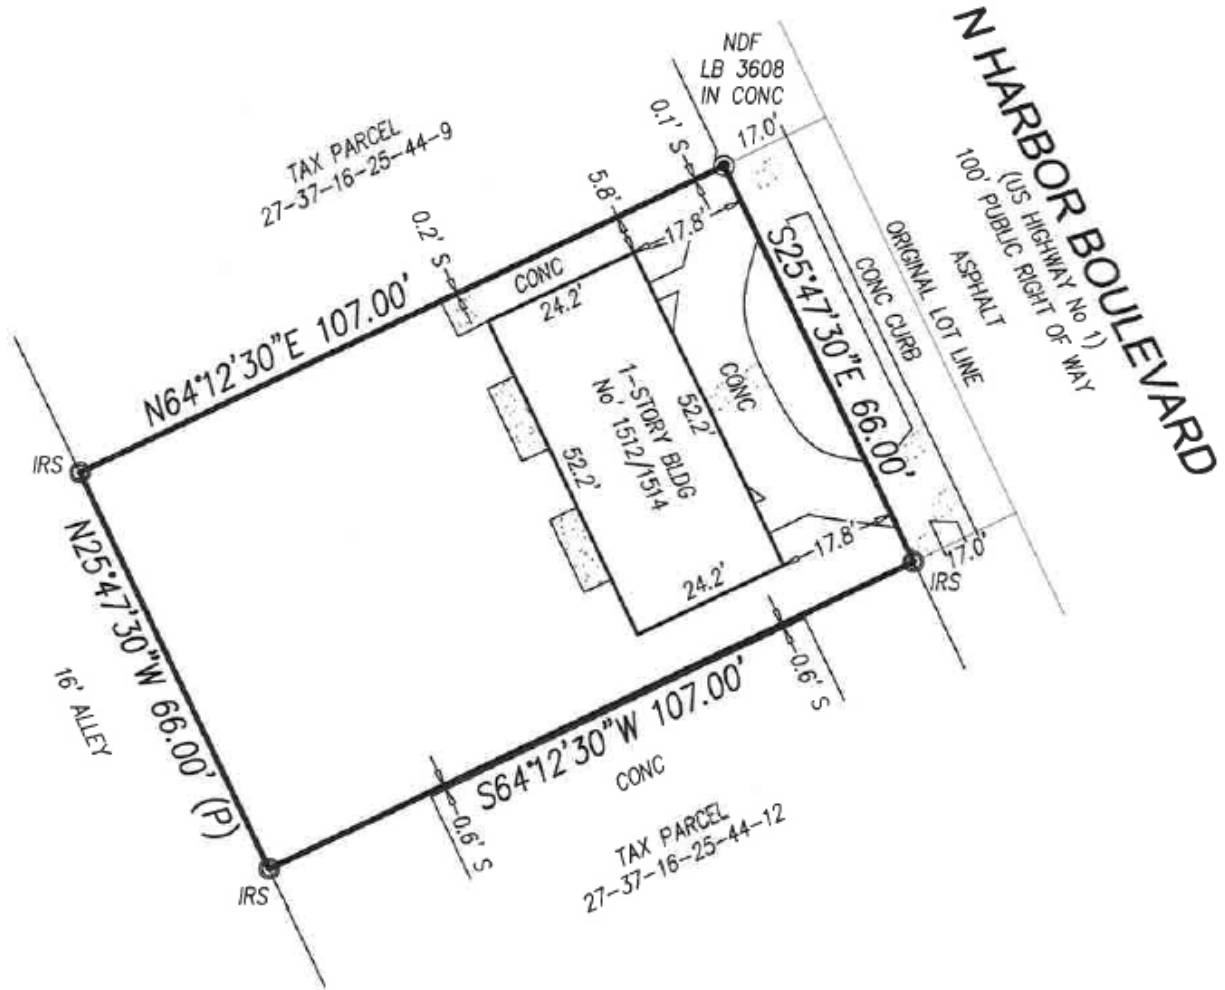 N HARBOR BOULEVARD
(US HIGHWAY No 1)
100' PUBLIC RIGHT OF WAY
ASPHALT
ORIGINAL LOT LINE
CONC CURB
NDF
LB 3608
IN CONC
17.0'
0.1' S
TAX PARCEL
27-37-16-25-44-9
5.8'
17.8'
0.2' S
CONC
24.2'
N64°12'30"E 107.00'
S25°47'30"E 66.00'
CONC
52.2'
1-STORY BLDG
No 1512/1514
52.2'
IRS
N25°47'30"W 66.00' (P)
16' ALLEY
17.8'
24.2'
17.0'
IRS
0.6' S
S64°12'30"W 107.00'
CONC
0.6' S
TAX PARCEL
27-37-16-25-44-12
IRS